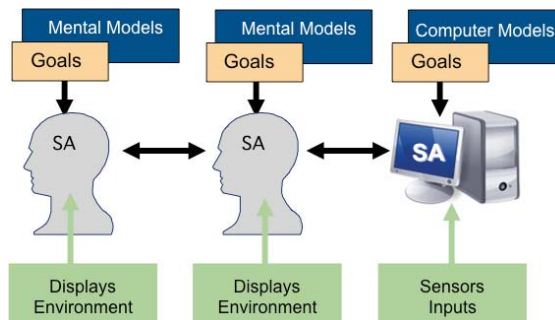 Mental Models
Goals
SA
Displays
Environment
Mental Models
Goals
SA
Displays
Environment
Computer Models
Goals
SA
Sensors
Inputs